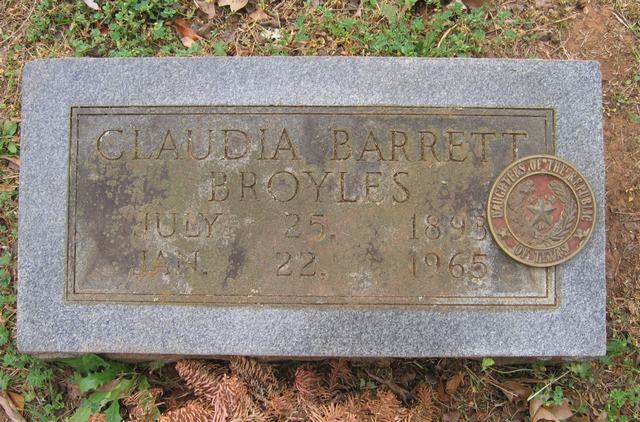 CLAUDIA BARRETT
BROYLES
JULY 25. 1893
JAN. 22. 1965
DAUGHTERS OF THE REPUBLIC
OF TEXAS